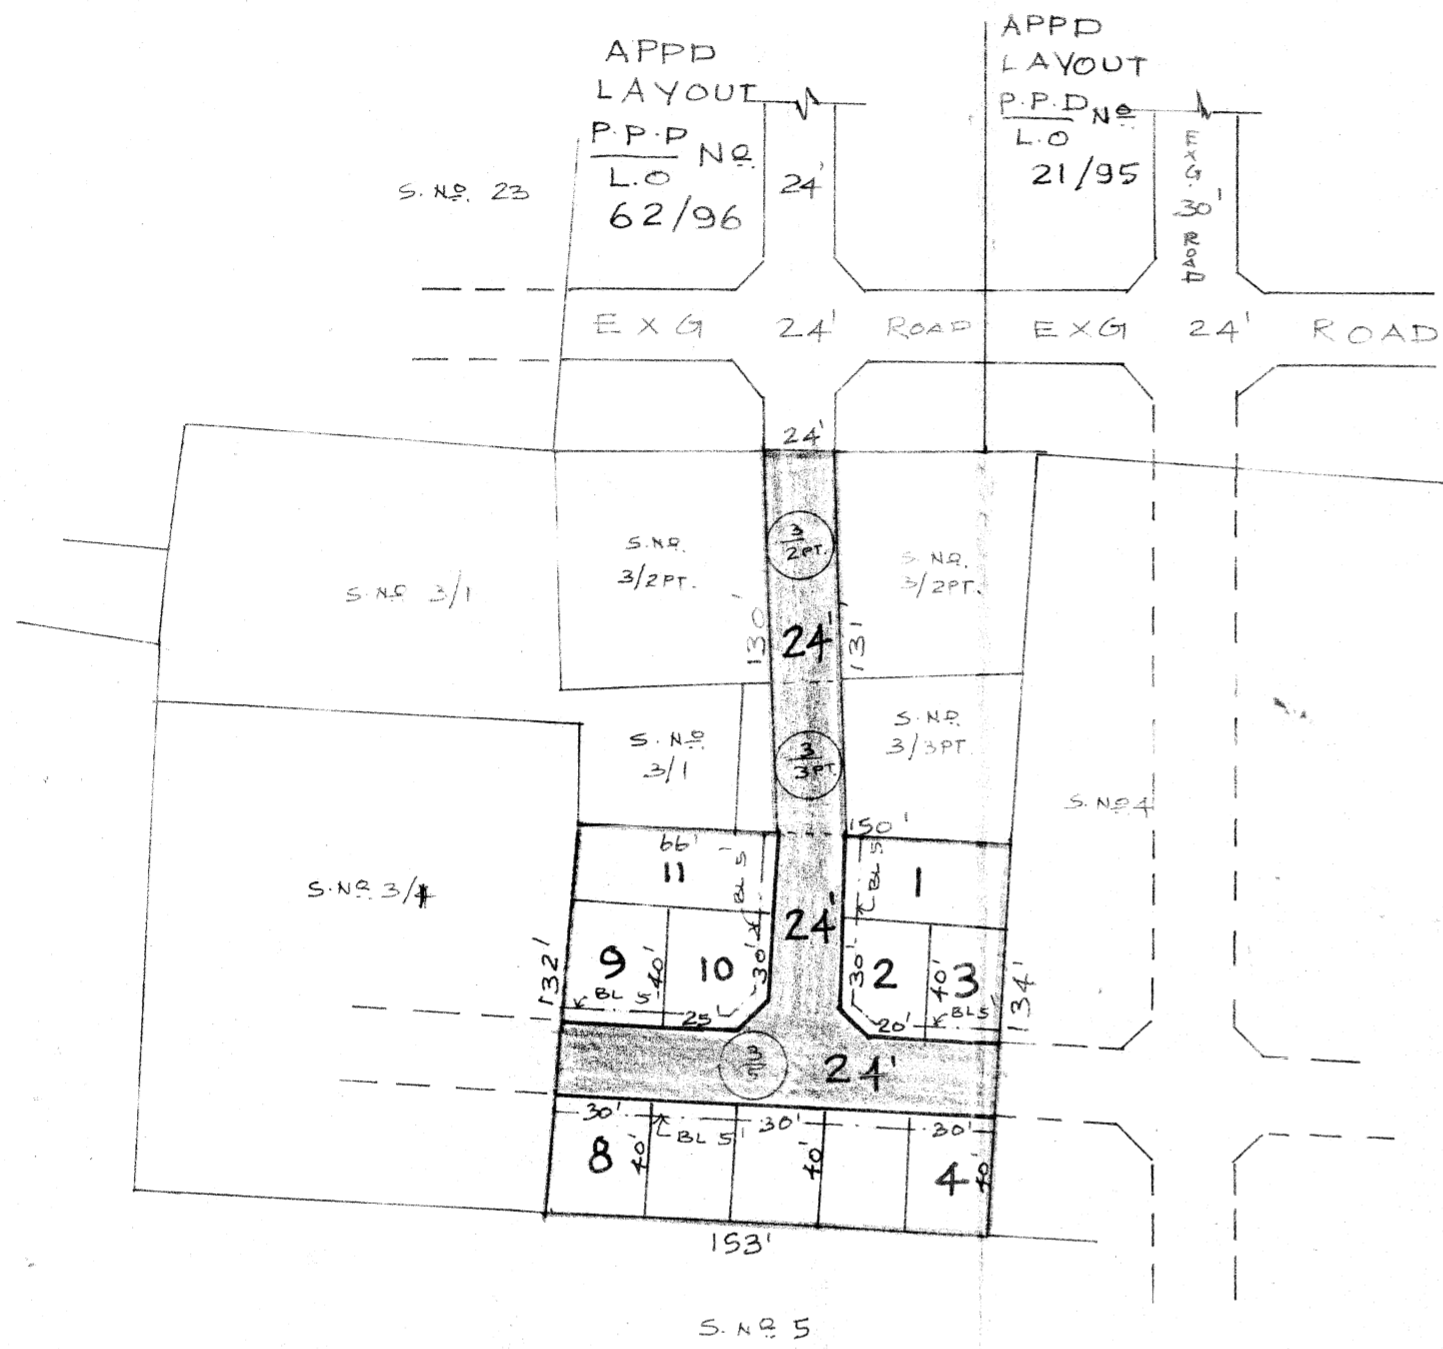 APPD
LAYOUT
P.P.D Nº
L.O
62/96
24'
APPD
LAYOUT
P.P.D Nº
L.O
21/95
EXG. 30' ROAD
S. Nº. 23
EXG 24' ROAD
EXG 24' ROAD
24'
3/2PT.
S.Nº.
3/2PT.
S. Nº.
3/2PT.
S. Nº 3/1
130'
24'
131'
S. Nº
3/1
3/3PT
S. Nº
3/3PT.
S. Nº 4
150'
66'
11
BL 5'
BL 5'
1
S. Nº 3/4
24'
132'
9
40'
10
30'
30'
2
40'
3
134'
BL 5'
25
20'
BL 5'
3/5
24'
30'
BL 5'
30'
30'
8
40'
40'
4
40'
153'
S. Nº 5